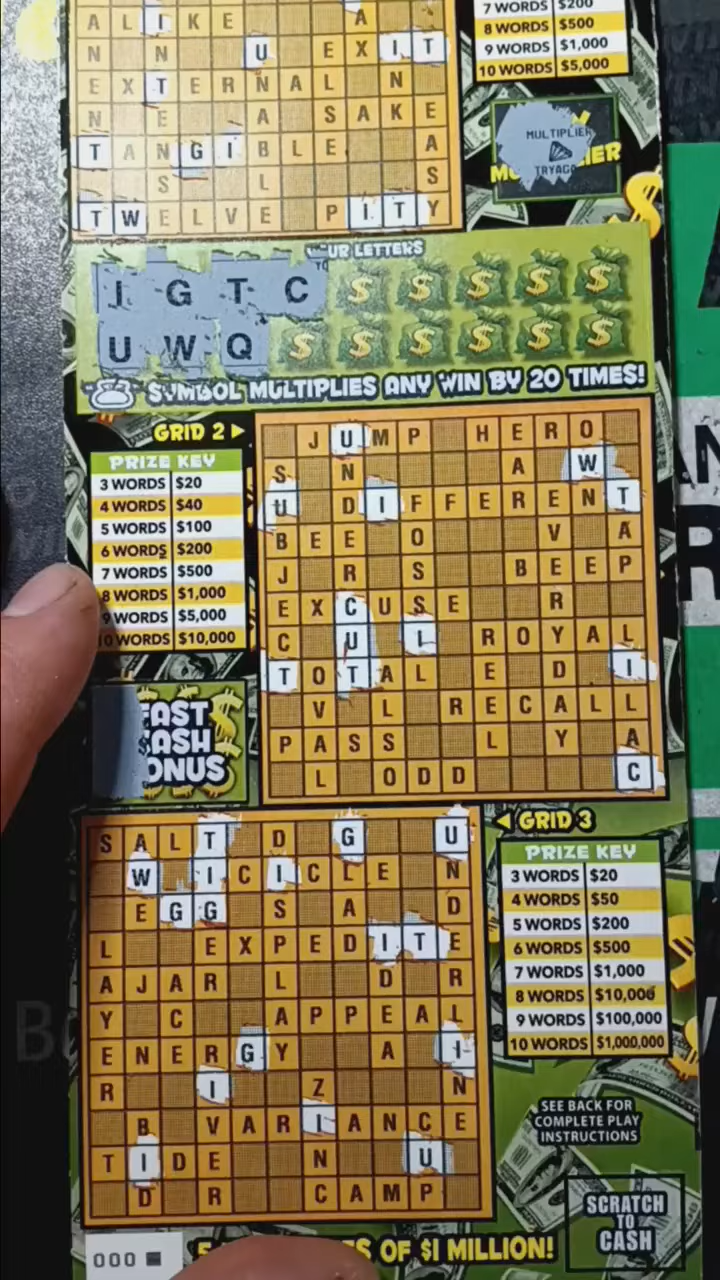 7 WORDS $200
8 WORDS $500
9 WORDS $1,000
10 WORDS $5,000
A L I K E A
N N U E X I T
E X T E R N A L N
N E A S A K E
T A N G I B L E A
S L S
T W E L V E P I T Y
MULTIPLIER
YOUR LETTERS
I G T C
U W Q
SYMBOL MULTIPLIES ANY WIN BY 20 TIMES!
GRID 2
PRIZE KEY
3 WORDS $20
4 WORDS $40
5 WORDS $100
6 WORDS $200
7 WORDS $500
8 WORDS $1,000
9 WORDS $5,000
10 WORDS $10,000
J U M P H E R O
S N A W
U D I F F E R E N T
B E E O V A
J R S B E E P
E X C U S E R
C U I R O Y A L
T O T A L E D I
V L R E C A L L
P A S S L Y A
L O D D C
FAST
CASH
BONUS
GRID 3
PRIZE KEY
3 WORDS $20
4 WORDS $50
5 WORDS $200
6 WORDS $500
7 WORDS $1,000
8 WORDS $10,000
9 WORDS $100,000
10 WORDS $1,000,000
S A L T D G U
W I C I C L E N
E G G S A D
L E X P E D I T E
A J A R L D R
Y C A P P E A L L
E N E R G Y A I
R I Z N
B V A R I A N C E
T I D E N U
D R C A M P
SEE BACK FOR
COMPLETE PLAY
INSTRUCTIONS
SCRATCH
TO
CASH
000
OF $1 MILLION!